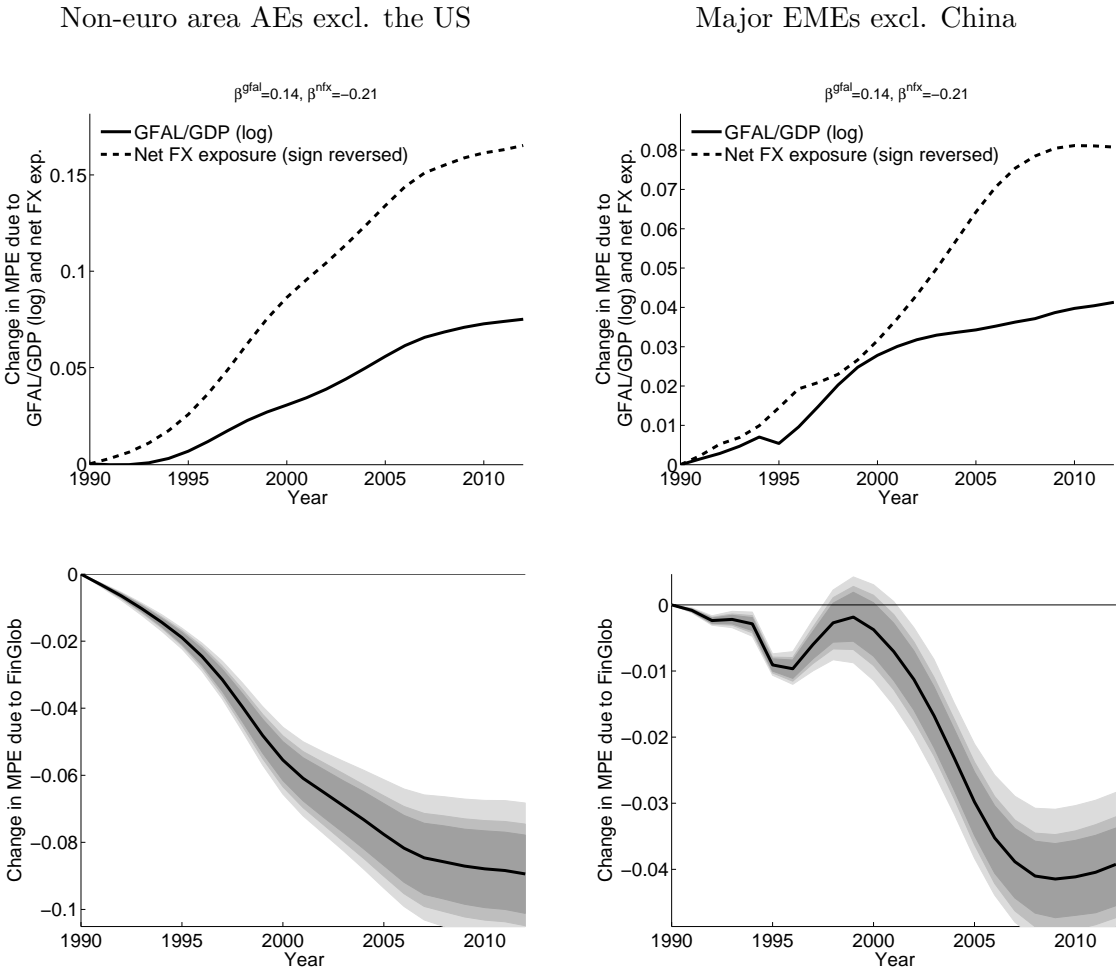 Non-euro area AEs excl. the US
Major EMEs excl. China
β^gfal=0.14, β^nfx=−0.21
GFAL/GDP (log)
Net FX exposure (sign reversed)
Change in MPE due to
GFAL/GDP (log) and net FX exp.
0.15
0.1
0.05
0
1990
1995
2000
2005
2010
Year
β^gfal=0.14, β^nfx=−0.21
GFAL/GDP (log)
Net FX exposure (sign reversed)
Change in MPE due to
GFAL/GDP (log) and net FX exp.
0.08
0.07
0.06
0.05
0.04
0.03
0.02
0.01
0
1990
1995
2000
2005
2010
Year
Change in MPE due to FinGlob
0
−0.02
−0.04
−0.06
−0.08
−0.1
1990
1995
2000
2005
2010
Year
Change in MPE due to FinGlob
0
−0.01
−0.02
−0.03
−0.04
1990
1995
2000
2005
2010
Year